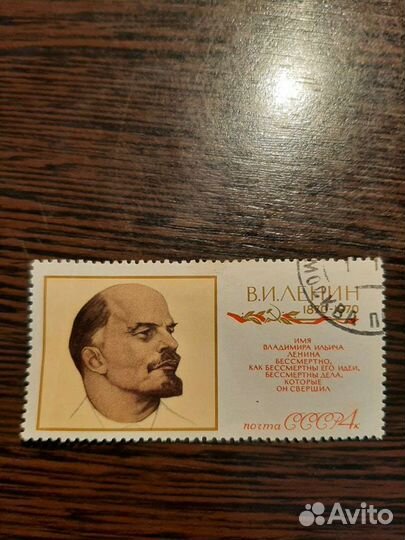 В.И.ЛЕНИН
1870-1970
ИМЯ
ВЛАДИМИРА ИЛЬИЧА
ЛЕНИНА
БЕССМЕРТНО,
КАК БЕССМЕРТНЫ ЕГО ИДЕИ,
БЕССМЕРТНЫ ДЕЛА,
КОТОРЫЕ
ОН СВЕРШИЛ
почта СССР 4к
МОСКВА
П
Avito